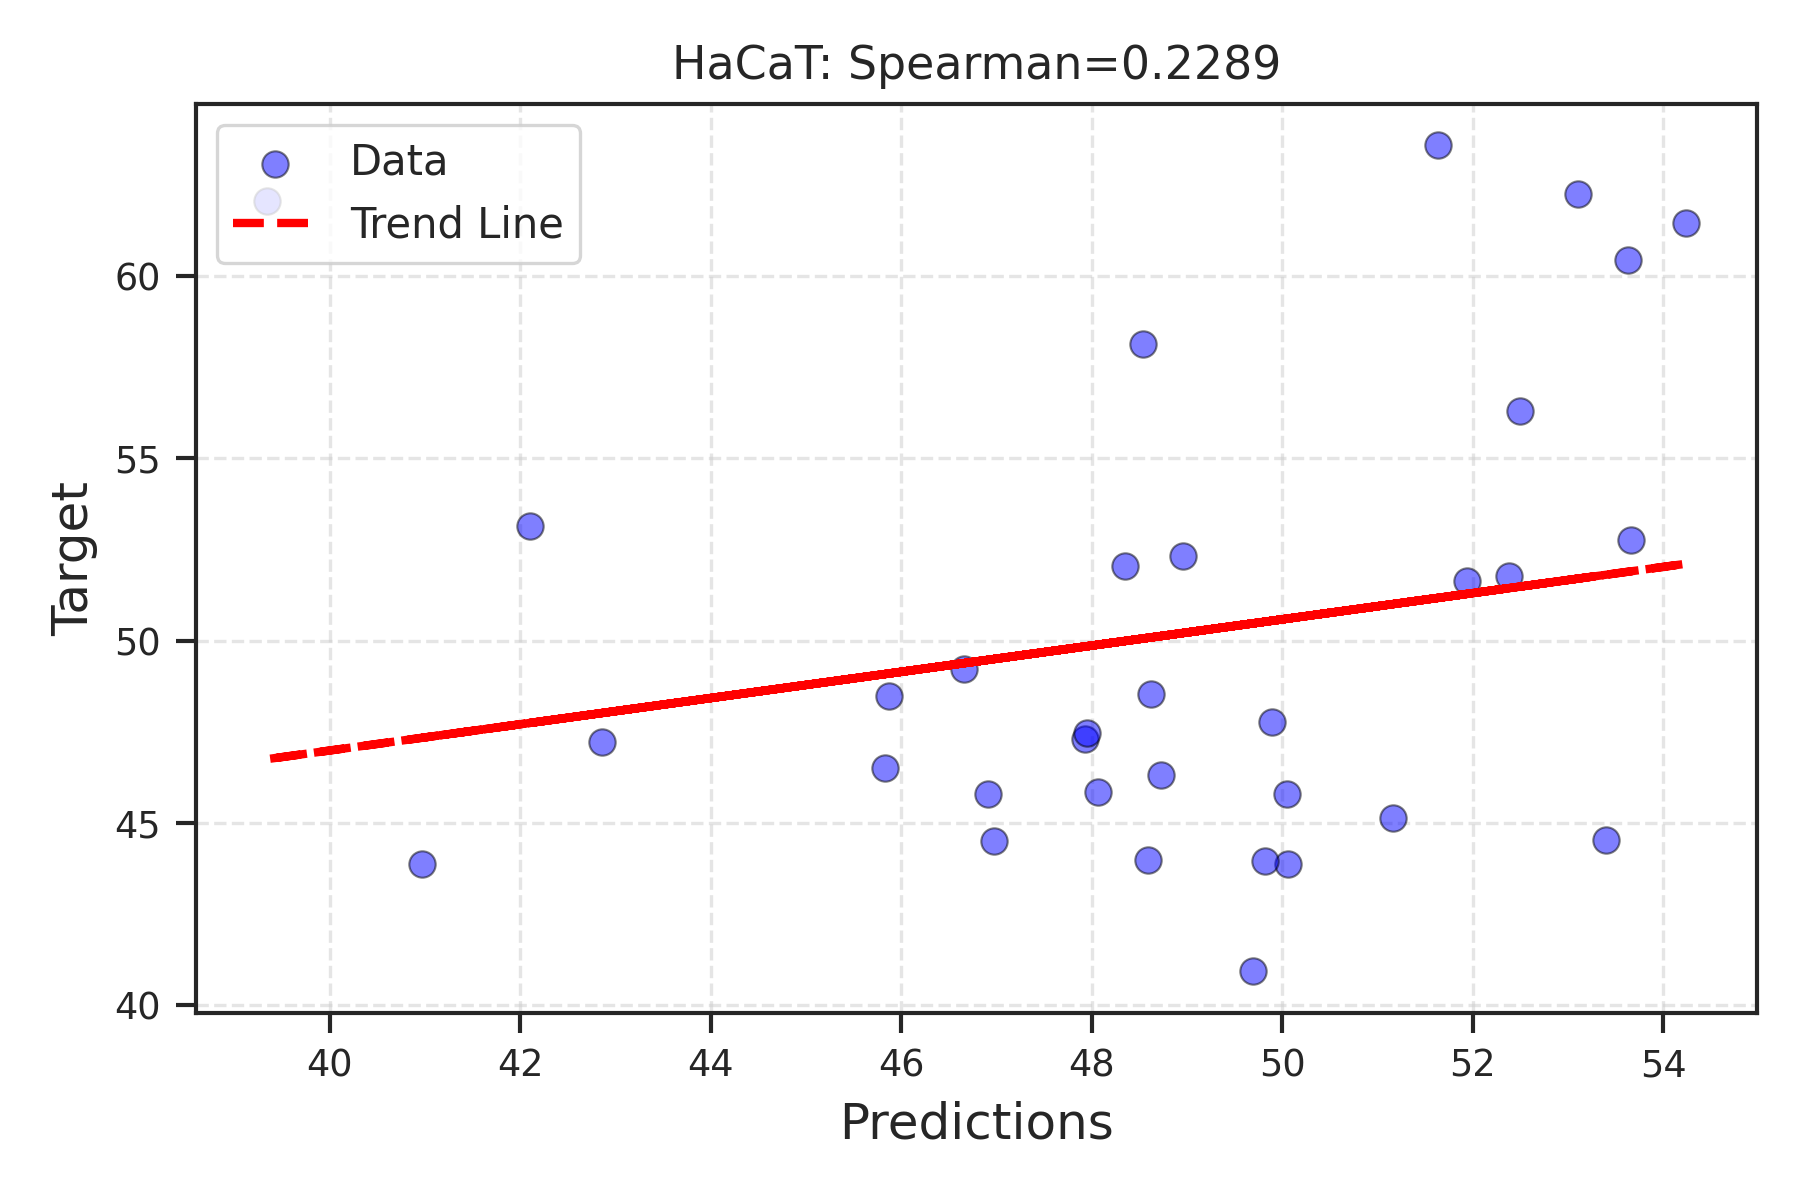 HaCaT: Spearman=0.2289
Data
Trend Line
60
55
50
45
40
Target
40 42 44 46 48 50 52 54
Predictions